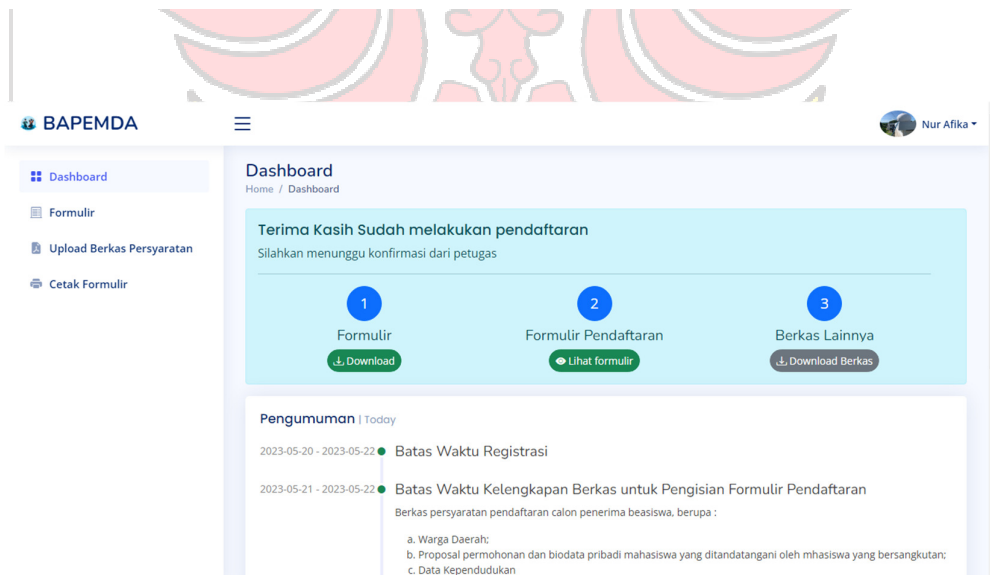 BAPEMDA
Nur Afika
Dashboard
Formulir
Upload Berkas Persyaratan
Cetak Formulir
Dashboard
Home / Dashboard
Terima Kasih Sudah melakukan pendaftaran
Silahkan menunggu konfirmasi dari petugas
1 2 3
Formulir Formulir Pendaftaran Berkas Lainnya
Download Lihat formulir Download Berkas
Pengumuman | Today
2023-05-20 - 2023-05-22 Batas Waktu Registrasi
2023-05-21 - 2023-05-22 Batas Waktu Kelengkapan Berkas untuk Pengisian Formulir Pendaftaran
Berkas persyaratan pendaftaran calon penerima beasiswa, berupa :
a. Warga Daerah;
b. Proposal permohonan dan biodata pribadi mahasiswa yang ditandatangani oleh mhasiswa yang bersangkutan;
c. Data Kependudukan